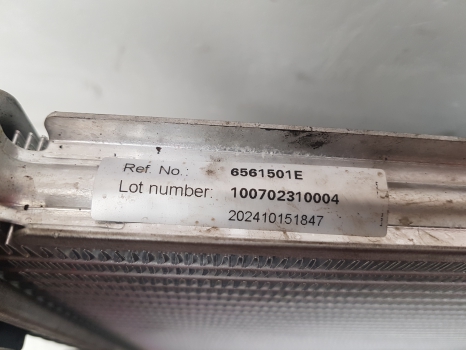 Ref. No.: 6561501E
Lot number: 100702310004
202410151847